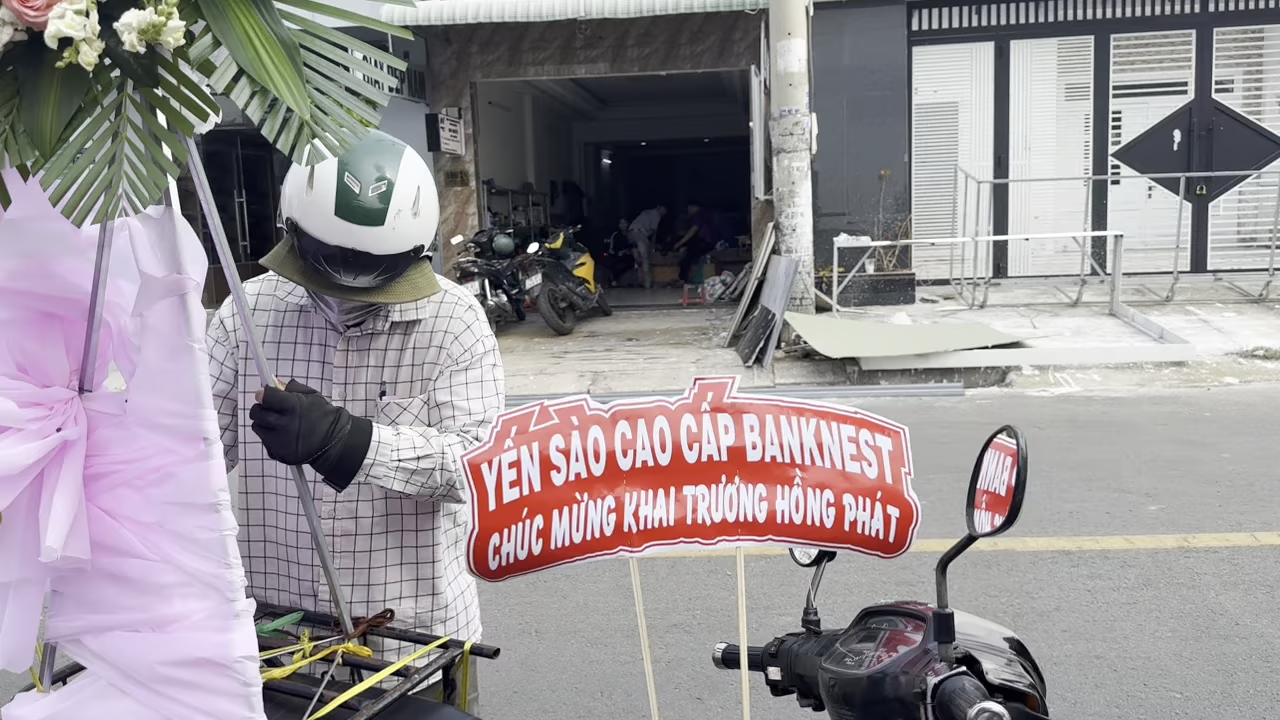 YẾN SÀO CAO CẤP BANKNEST
CHÚC MỪNG KHAI TRƯƠNG HỒNG PHÁT